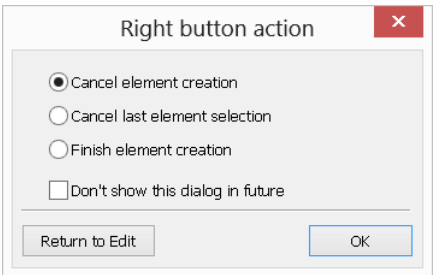 Right button action
Cancel element creation
Cancel last element selection
Finish element creation
Don't show this dialog in future
Return to Edit
OK